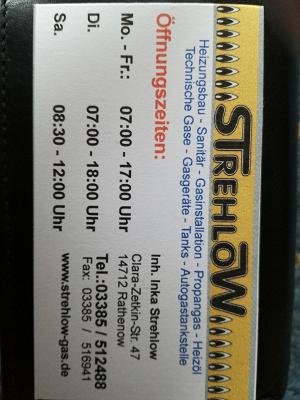 STREHLOW
Heizungsbau - Sanitär - Gasinstallation - Propangas - Heizöl
Technische Gase - Gasgeräte - Tanks - Autogastankstelle
Öffnungszeiten:
Mo. - Fr.: 07:00 - 17:00 Uhr
Di. 07:00 - 18:00 Uhr
Sa. 08:30 - 12:00 Uhr
Inh. Inka Strehlow
Clara-Zetkin-Str. 47
14712 Rathenow
Tel.:03385 / 512488
Fax: 03385 / 516941
www.strehlow-gas.de